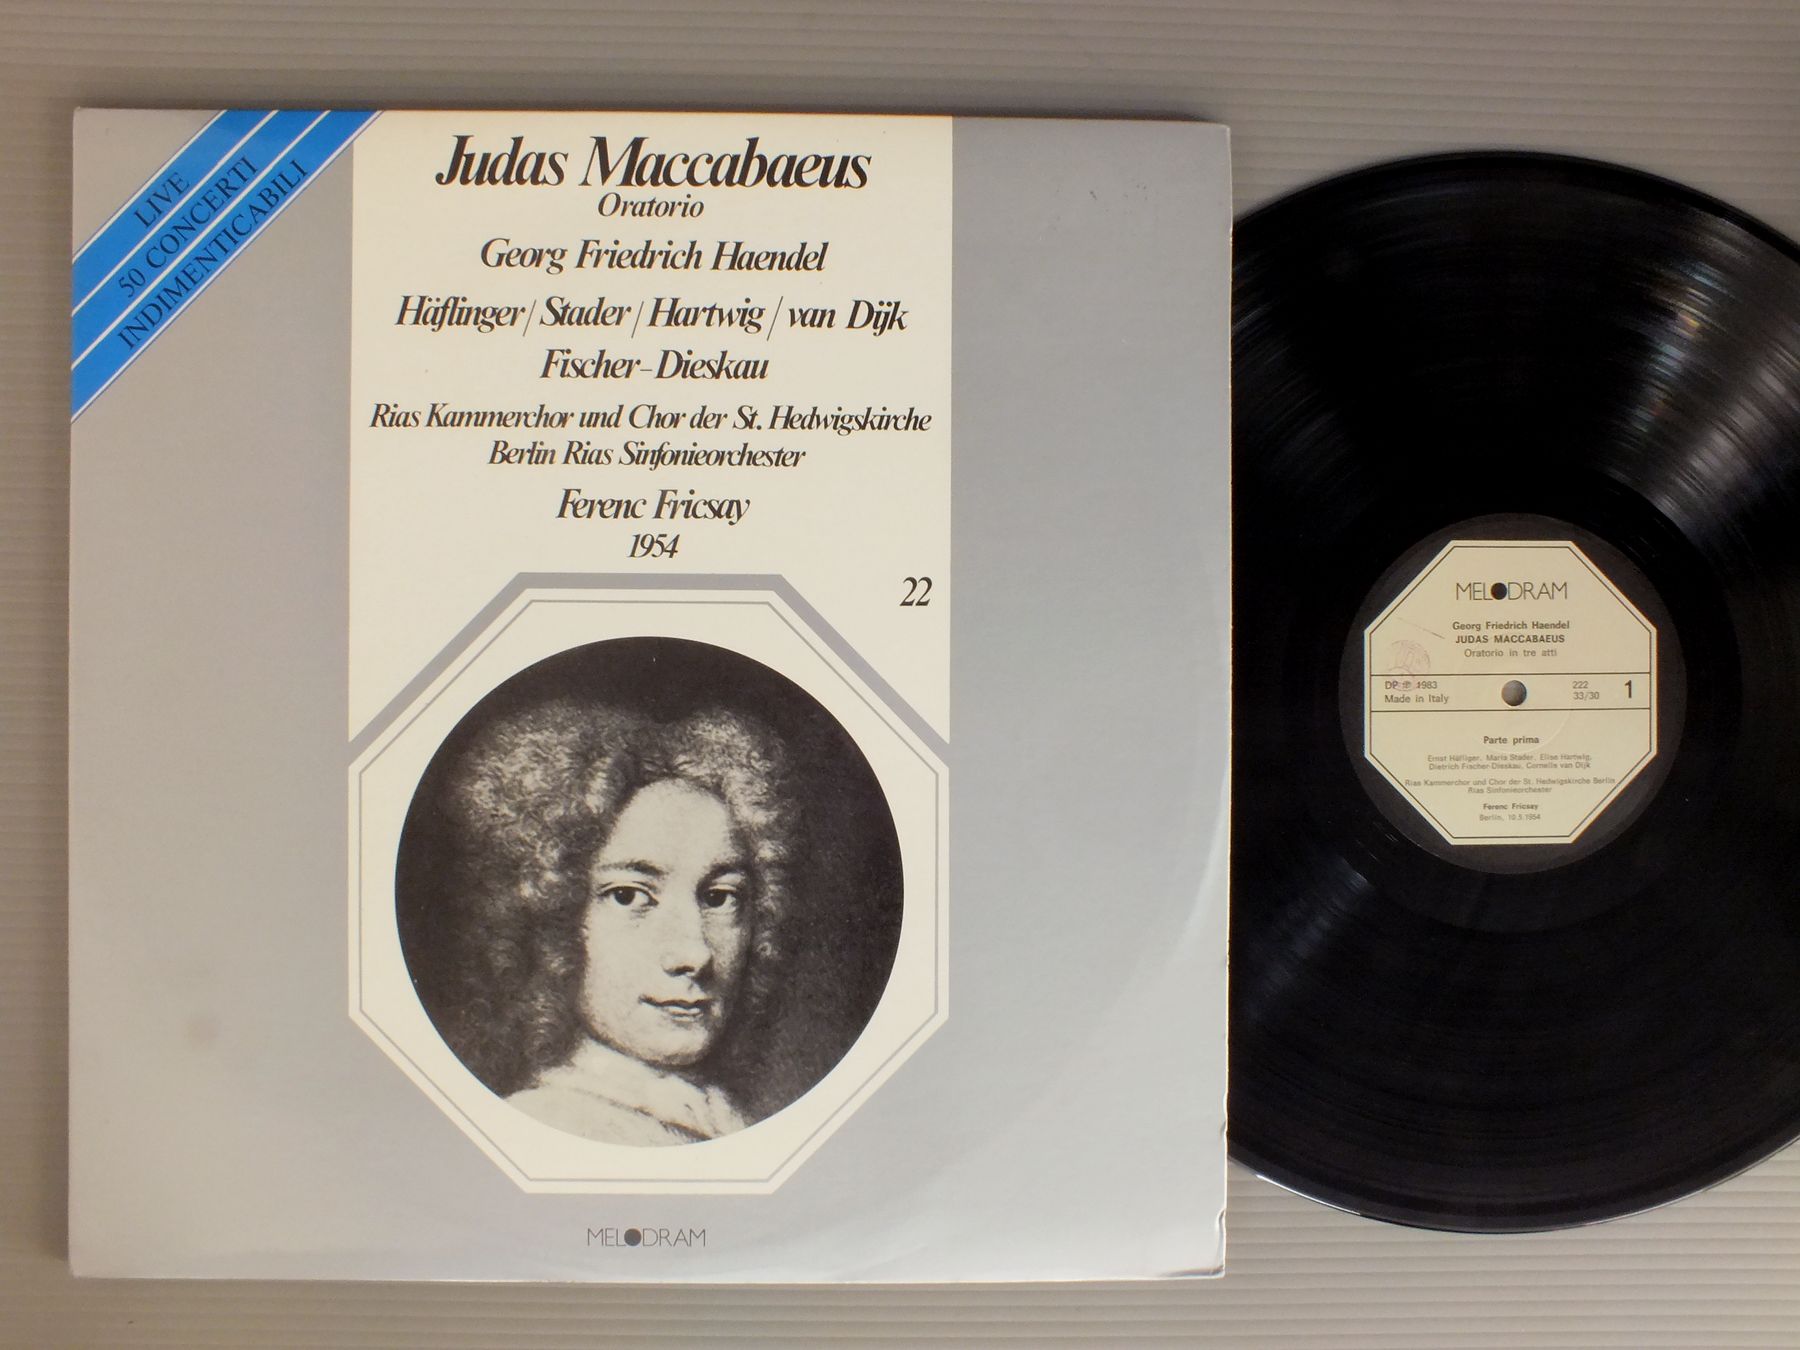 LIVE
50 CONCERTI
INDIMENTICABILI
Judas Maccabaeus
Oratorio
Georg Friedrich Haendel
Häflinger / Stader / Hartwig / van Dijk
Fischer-Dieskau
Rias Kammerchor und Chor der St. Hedwigskirche
Berlin Rias Sinfonieorchester
Ferenc Fricsay
1954
22
MELODRAM
MELODRAM
Georg Friedrich Haendel
JUDAS MACCABAEUS
Oratorio in tre atti
DP ℗ 1983
Made in Italy
222
33/30
1
Parte prima
Ernst Häfliger, Maria Stader, Elise Hartwig,
Dietrich Fischer-Dieskau, Cornelis van Dijk
Rias Kammerchor und Chor der St. Hedwigskirche Berlin
Rias Sinfonieorchester
Ferenc Fricsay
Berlin, 10.5.1954